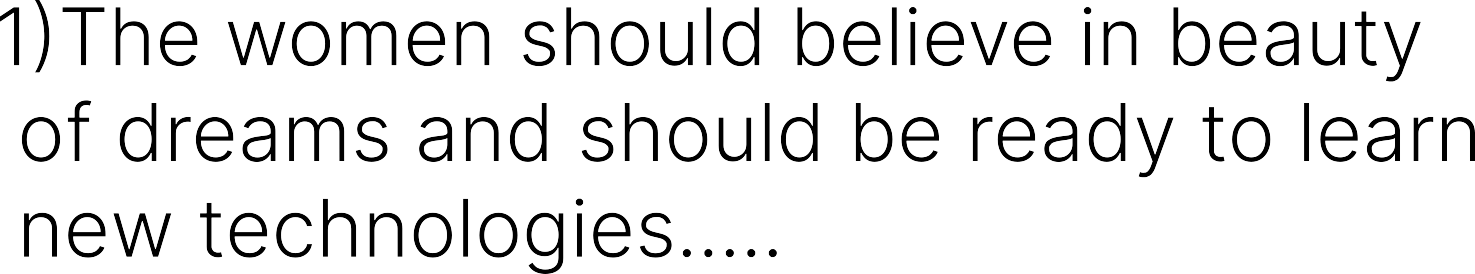 1)The women should believe in beauty
of dreams and should be ready to learn
new technologies.....